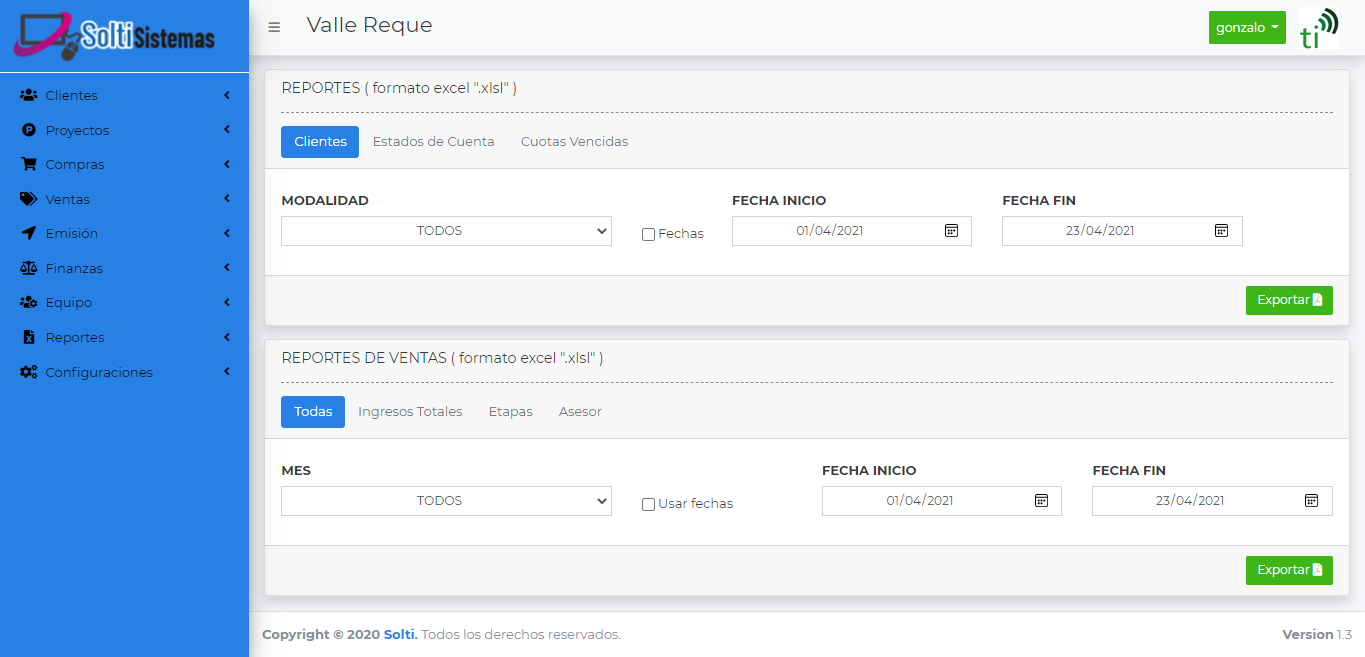 SoltiSistemas
Valle Reque
gonzalo
ti
Clientes
Proyectos
Compras
Ventas
Emisión
Finanzas
Equipo
Reportes
Configuraciones
REPORTES ( formato excel ".xlsl" )
Clientes Estados de Cuenta Cuotas Vencidas
MODALIDAD FECHA INICIO FECHA FIN
TODOS Fechas 01/04/2021 23/04/2021
Exportar
REPORTES DE VENTAS ( formato excel ".xlsl" )
Todas Ingresos Totales Etapas Asesor
MES FECHA INICIO FECHA FIN
TODOS Usar fechas 01/04/2021 23/04/2021
Exportar
Copyright © 2020 Solti. Todos los derechos reservados. Version 1.3